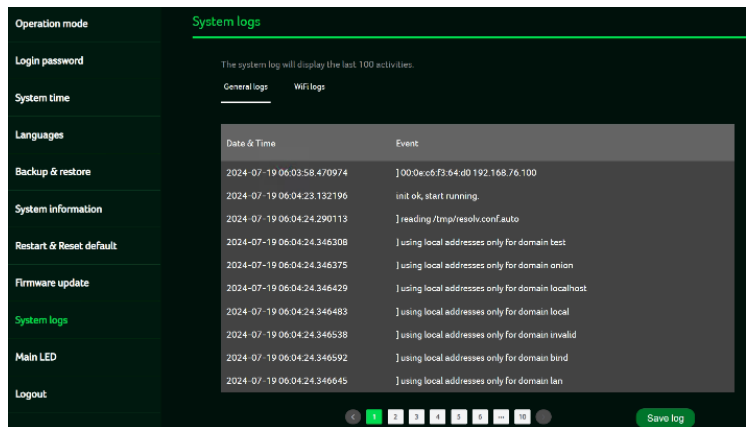 Operation mode
Login password
System time
Languages
Backup & restore
System information
Restart & Reset default
Firmware update
System logs
Main LED
Logout
System logs
The system log will display the last 100 activities.
General logs WiFi logs
Date & Time Event
2024-07-19 06:03:58.470974 ] 00:0e:c6:f3:64:d0 192.168.76.100
2024-07-19 06:04:23.132196 init ok, start running.
2024-07-19 06:04:24.290113 ] reading /tmp/resolv.conf.auto
2024-07-19 06:04:24.346308 ] using local addresses only for domain test
2024-07-19 06:04:24.346375 ] using local addresses only for domain onion
2024-07-19 06:04:24.346429 ] using local addresses only for domain localhost
2024-07-19 06:04:24.346483 ] using local addresses only for domain local
2024-07-19 06:04:24.346538 ] using local addresses only for domain invalid
2024-07-19 06:04:24.346592 ] using local addresses only for domain bind
2024-07-19 06:04:24.346645 ] using local addresses only for domain lan
< 1 2 3 4 5 6 ... 10
Save log